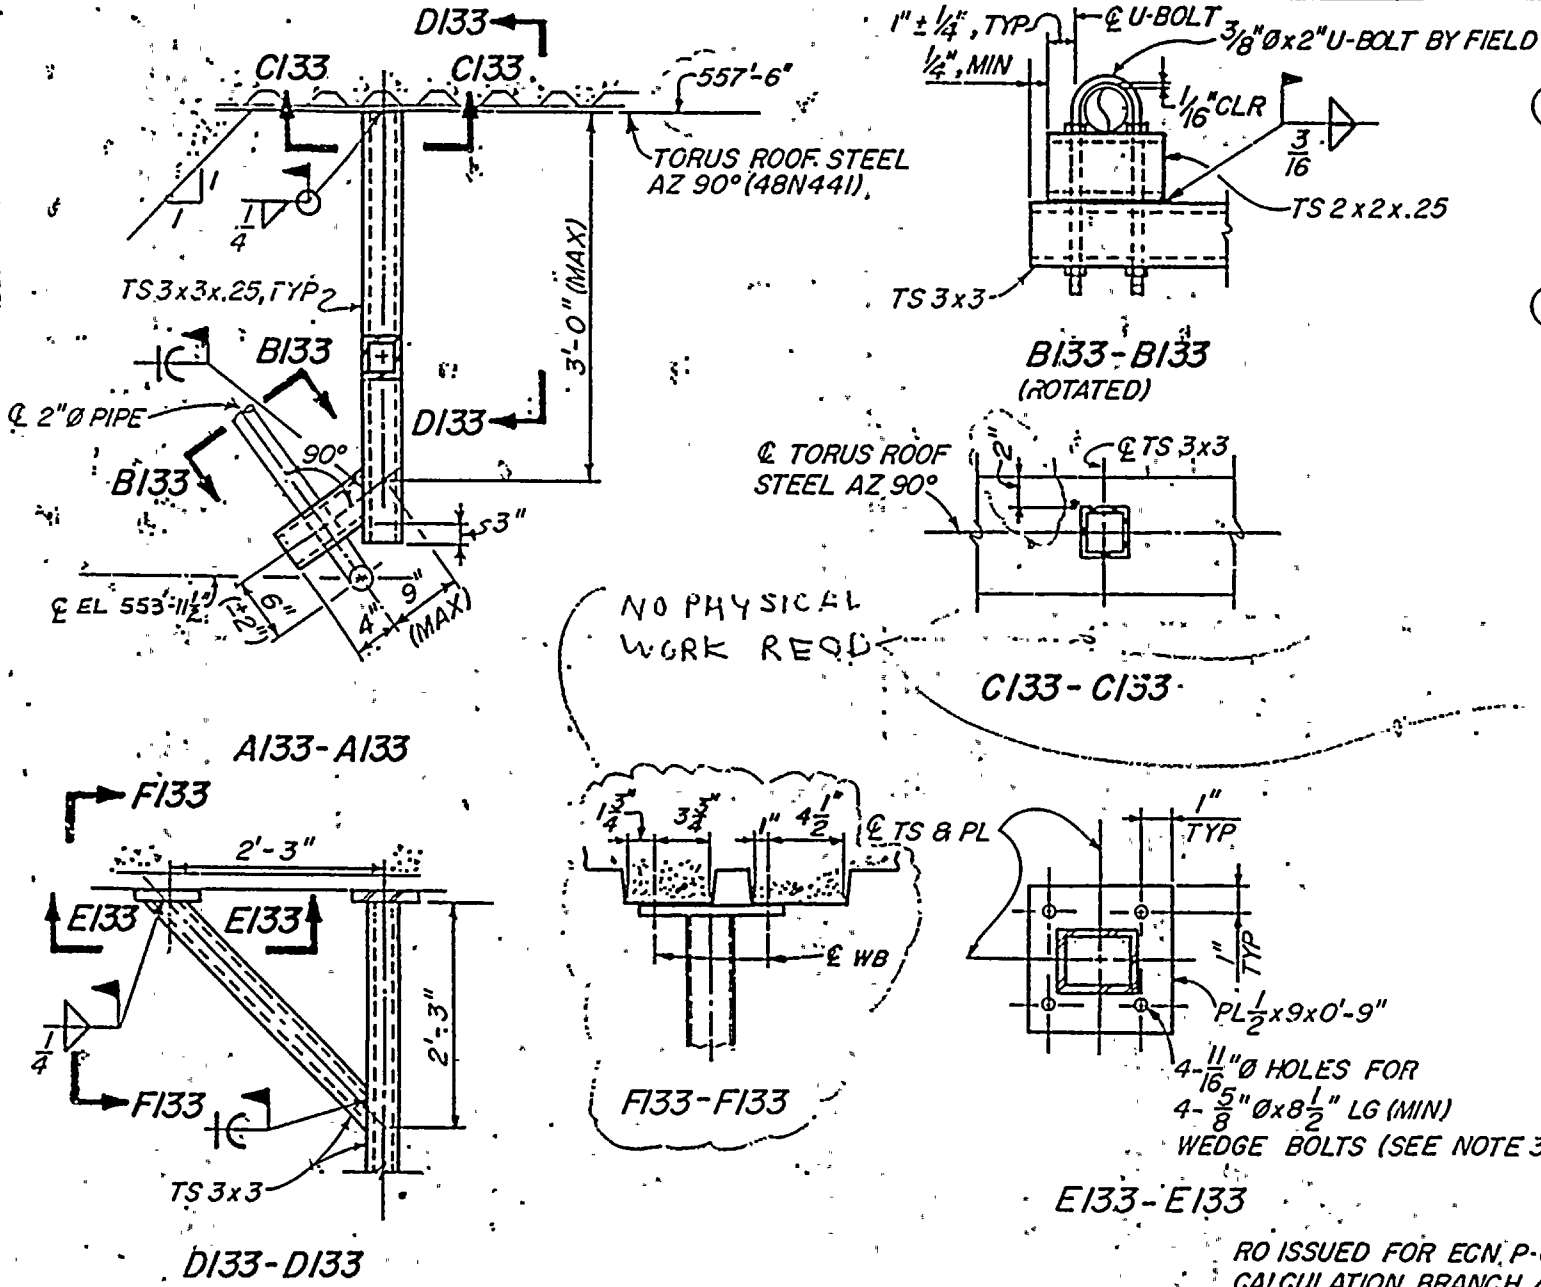 D133
C133
C133
557'-6"
TORUS ROOF STEEL
AZ 90° (48N441)
1
1
1/4
TS 3x3x.25, TYP
3'-0" (MAX)
B133
D133
℄ 2"Ø PIPE
90°
B133
3"
℄ EL 553'-11½"
6"
(±2")
4"
9"
(MAX)
A133-A133
1" ± 1/4", TYP
℄ U-BOLT
3/8"Øx2" U-BOLT BY FIELD
1/4", MIN
1/16" CLR
3/16
TS 2x2x.25
TS 3x3
B133-B133
(ROTATED)
℄ TORUS ROOF
STEEL AZ 90°
2"
℄ TS 3x3
C133-C133
NO PHYSICAL
WORK REQD
F133
2'-3"
E133
E133
2'-3"
1/4
F133
TS 3x3
D133-D133
1 3/4"
3 3/4"
1"
4 1/2"
℄ TS & PL
℄ WB
F133-F133
1"
TYP
1"
TYP
PL 1/2 x9x0'-9"
4- 11/16"Ø HOLES FOR
4- 5/8"Øx8 1/2" LG (MIN)
WEDGE BOLTS (SEE NOTE 3
E133-E133
RO ISSUED FOR ECN P-
CALCULATION BRANCH